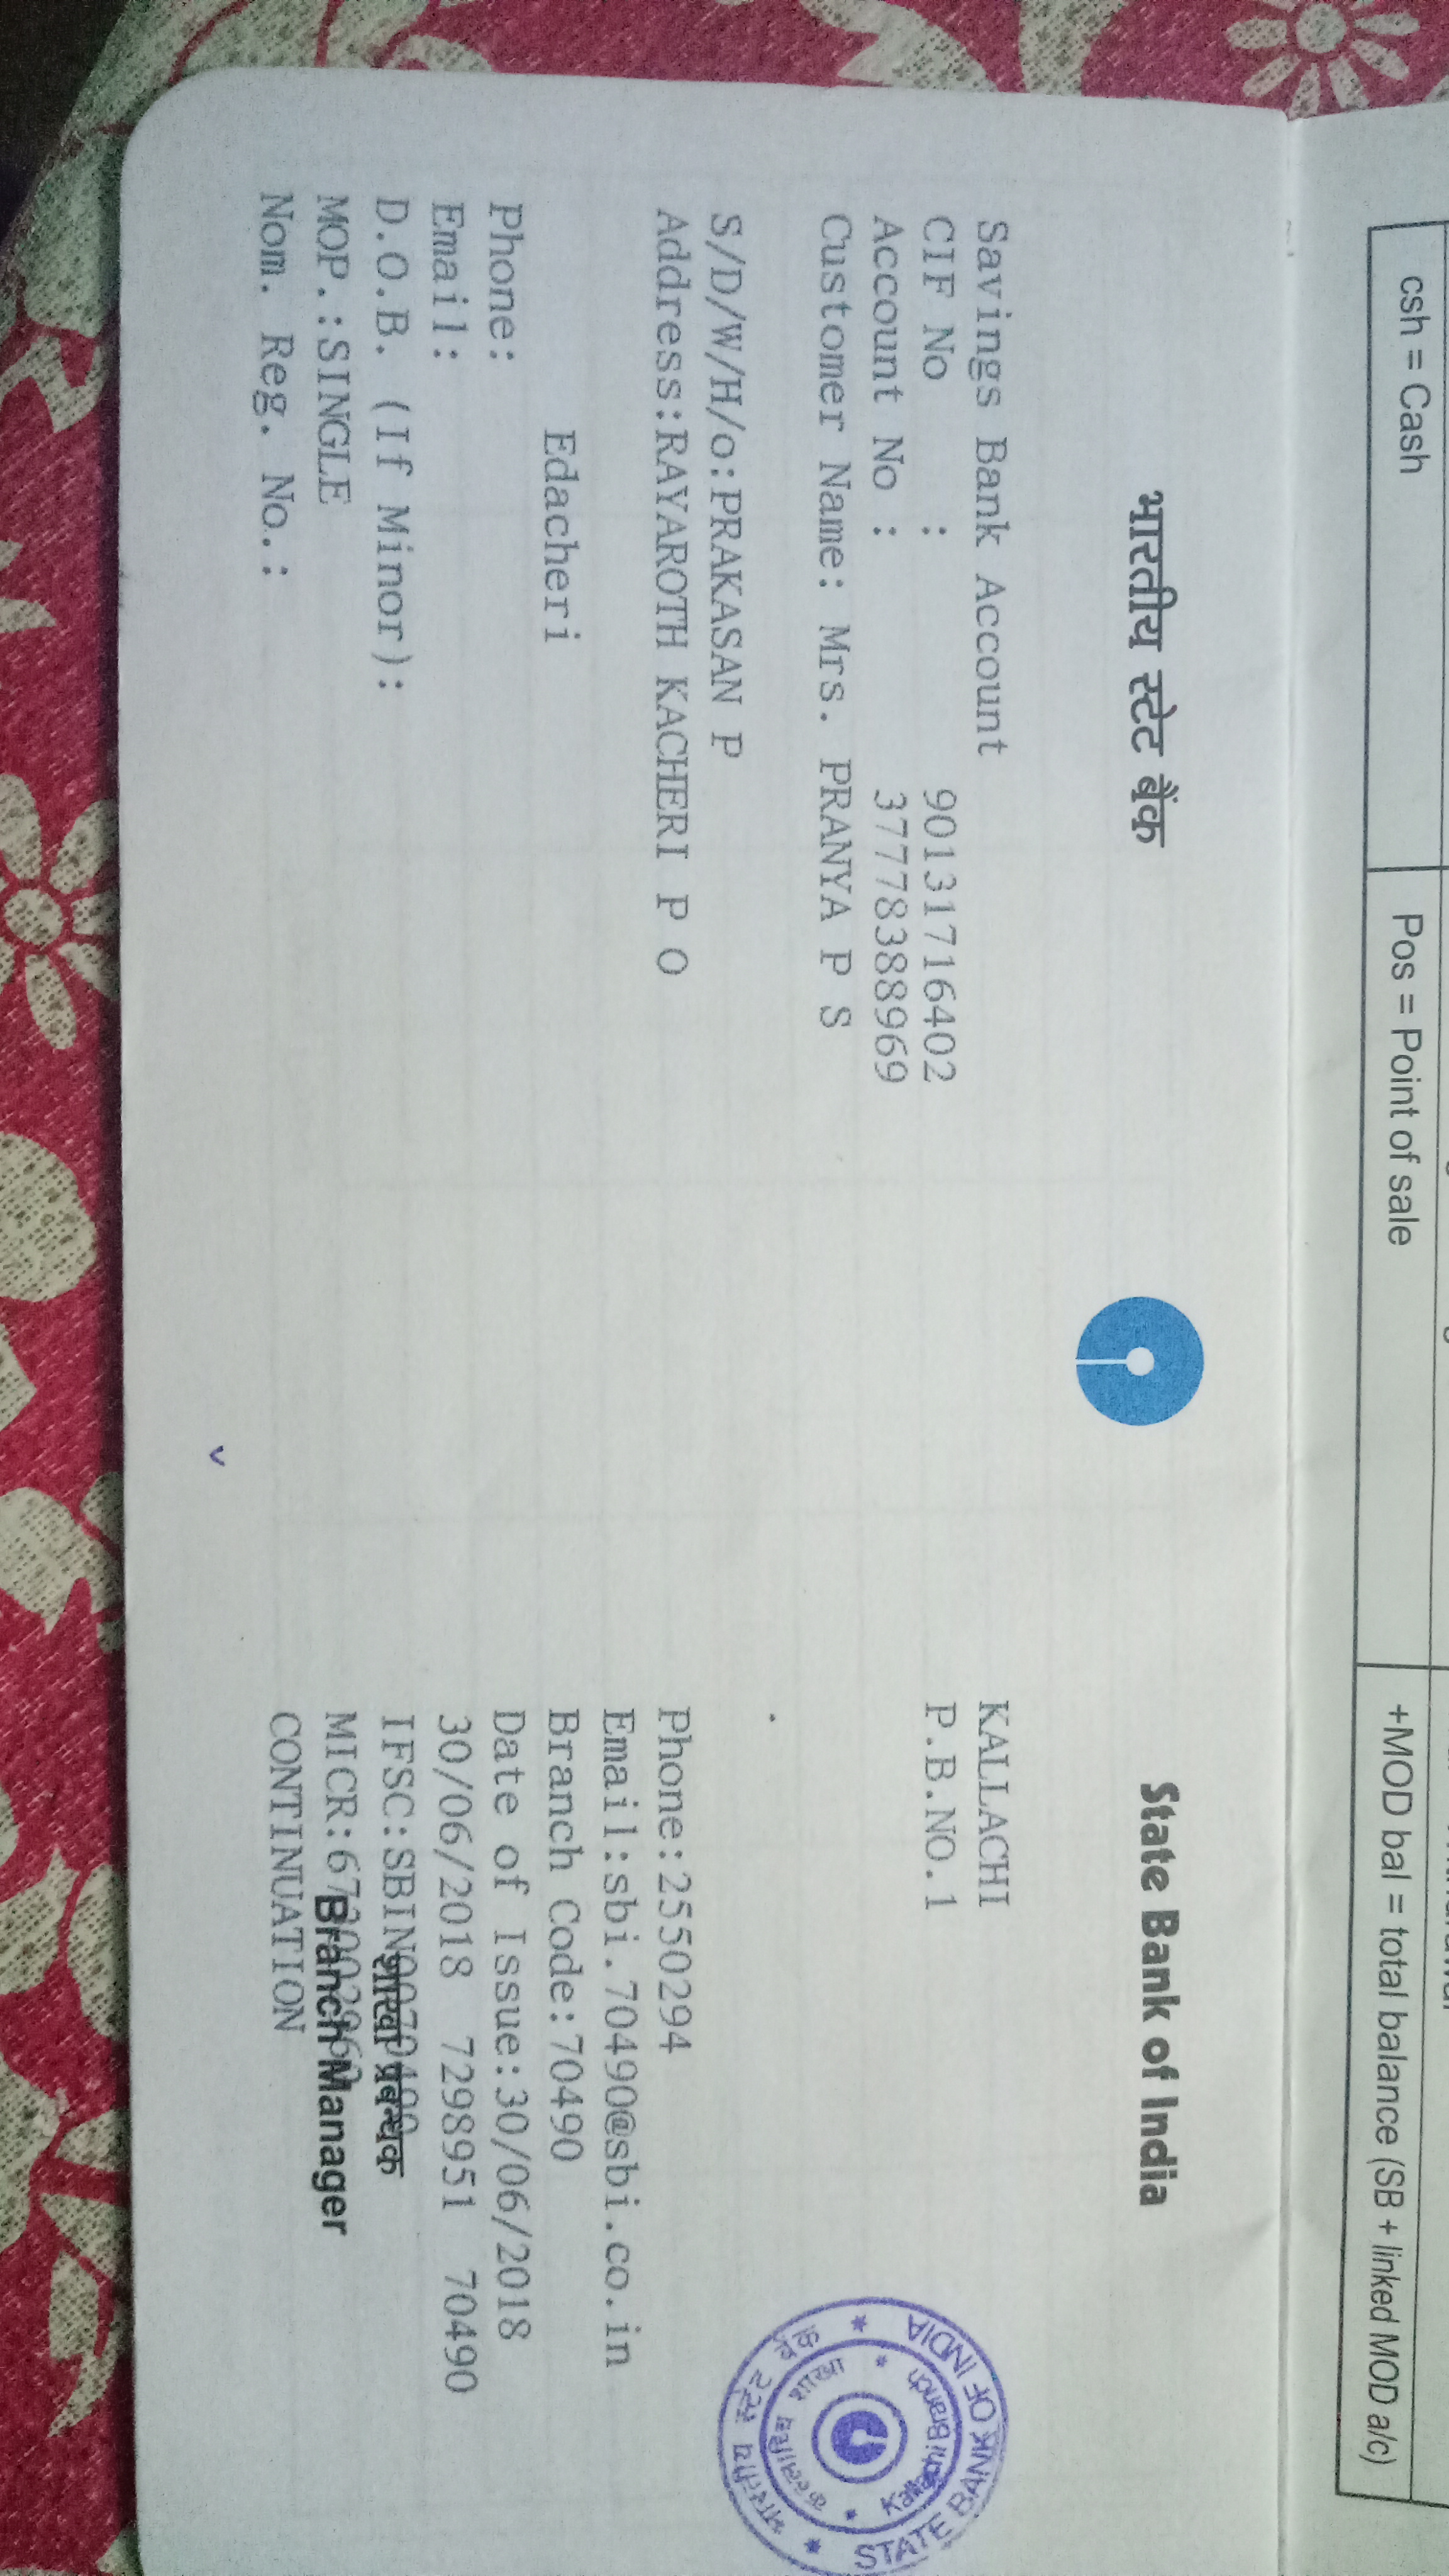 csh = Cash
Pos = Point of sale
+MOD bal = total balance (SB + linked MOD a/c)
भारतीय स्टेट बैंक
State Bank of India
Savings Bank Account
CIF No : 90131716402
Account No : 37778388969
Customer Name: Mrs. PRANYA P S
S/D/W/H/o:PRAKASAN P
Address:RAYAROTH KACHERI P O
Edacheri
Phone:
Email:
D.O.B. (If Minor):
MOP.:SINGLE
Nom. Reg. No.:
KALLACHI
P.B.NO.1
Phone:2550294
Email:sbi.70490@sbi.co.in
Branch Code:70490
Date of Issue:30/06/2018
30/06/2018 7298951 70490
IFSC:SBIN0070490
शाखा प्रबन्धक
MICR:
Branch Manager
CONTINUATION
STATE BANK OF INDIA
भारतीय स्टेट बैंक
Kallachi Branch
शाखा